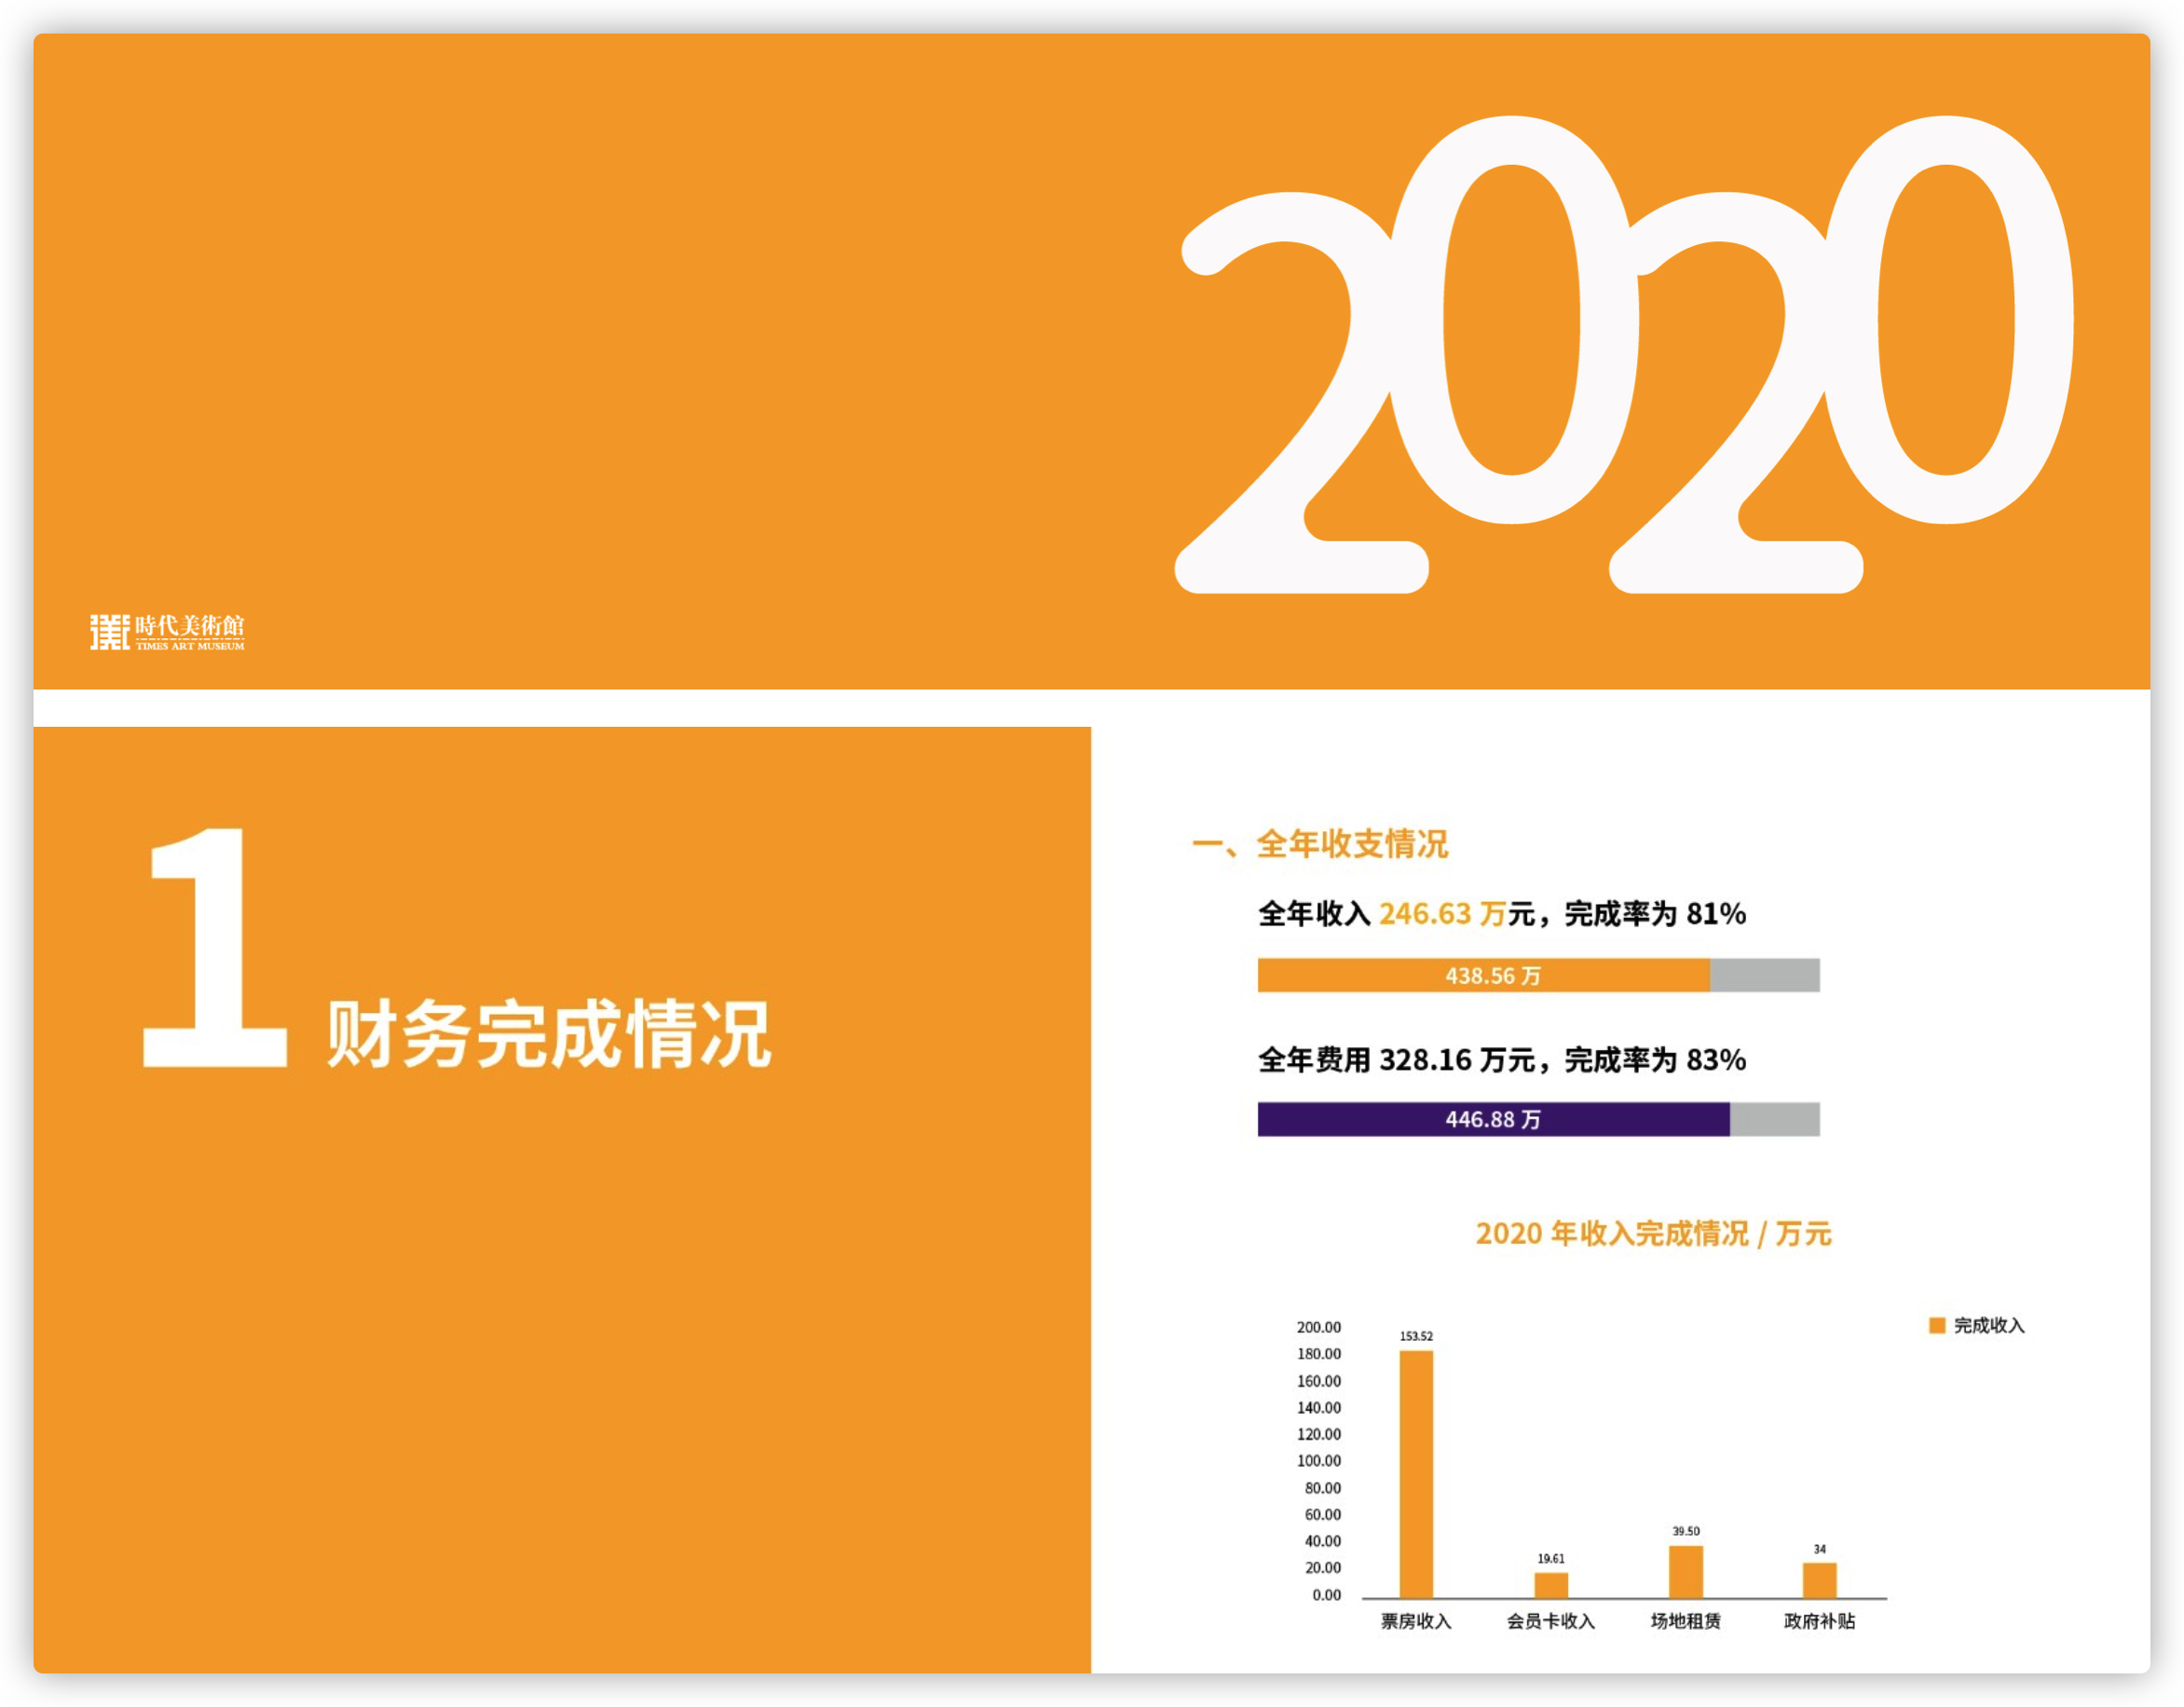 2020
時代美術館
TIMES ART MUSEUM
1 财务完成情况
一、全年收支情况
全年收入 246.63 万元，完成率为 81%
438.56 万
全年费用 328.16 万元，完成率为 83%
446.88 万
2020 年收入完成情况 / 万元
完成收入
200.00
180.00
160.00
140.00
120.00
100.00
80.00
60.00
40.00
20.00
0.00
153.52
19.61
39.50
34
票房收入 会员卡收入 场地租赁 政府补贴